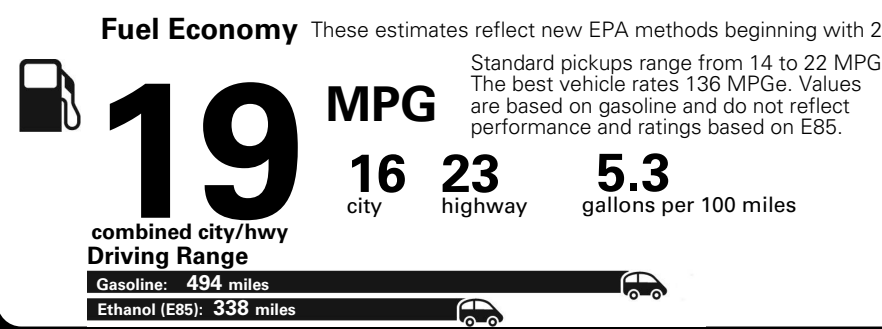 Fuel Economy These estimates reflect new EPA methods beginning with 2
Standard pickups range from 14 to 22 MPG
The best vehicle rates 136 MPGe. Values
are based on gasoline and do not reflect
performance and ratings based on E85.
19 MPG
16 23 5.3
city highway gallons per 100 miles
combined city/hwy
Driving Range
Gasoline: 494 miles
Ethanol (E85): 338 miles